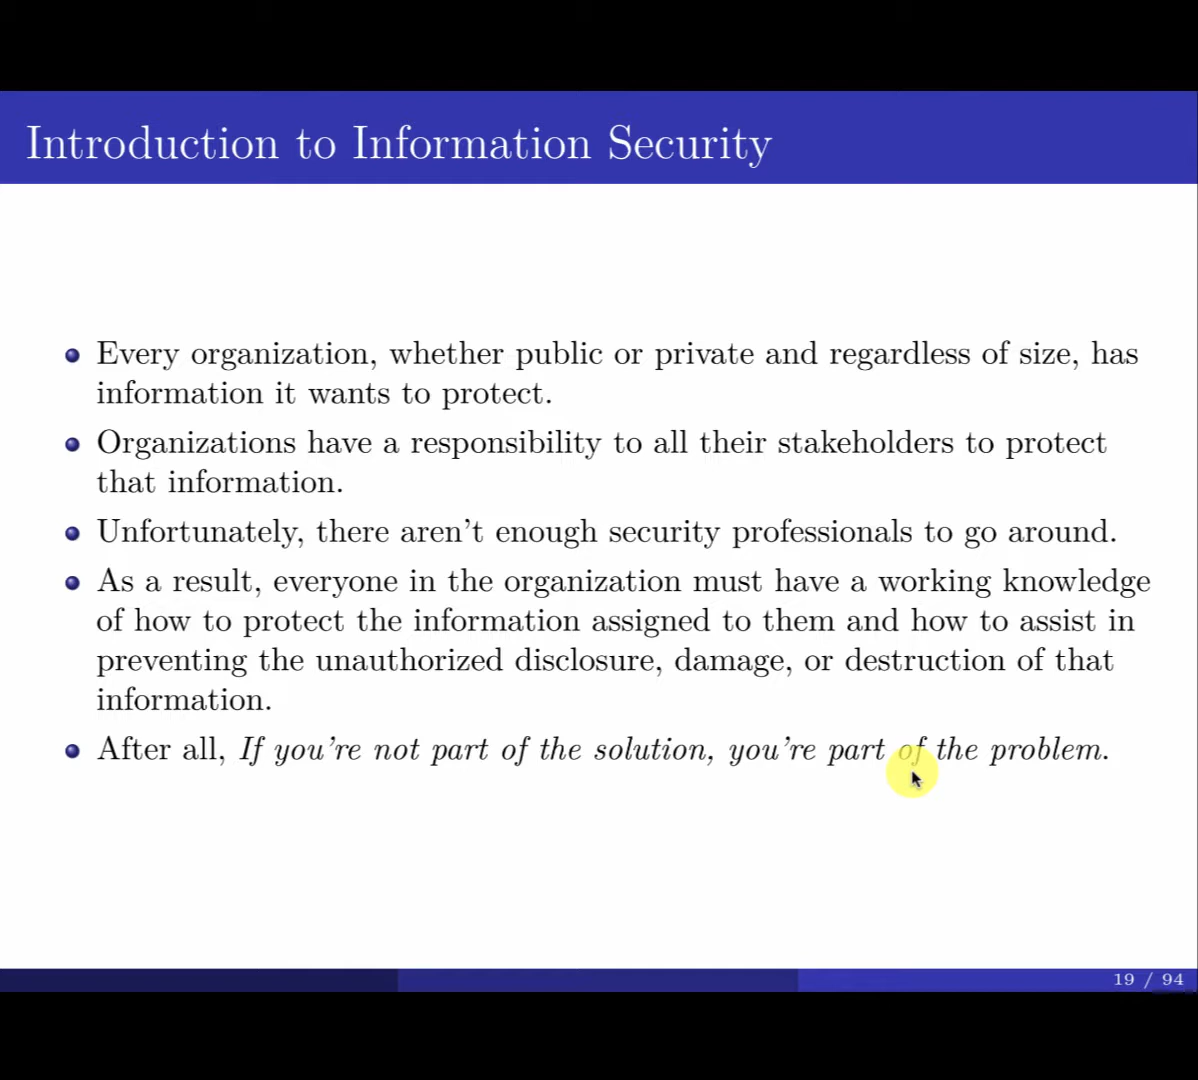 Introduction to Information Security
Every organization, whether public or private and regardless of size, has
information it wants to protect.
Organizations have a responsibility to all their stakeholders to protect
that information.
Unfortunately, there aren't enough security professionals to go around.
As a result, everyone in the organization must have a working knowledge
of how to protect the information assigned to them and how to assist in
preventing the unauthorized disclosure, damage, or destruction of that
information.
After all, If you're not part of the solution, you're part of the problem.
19 / 94